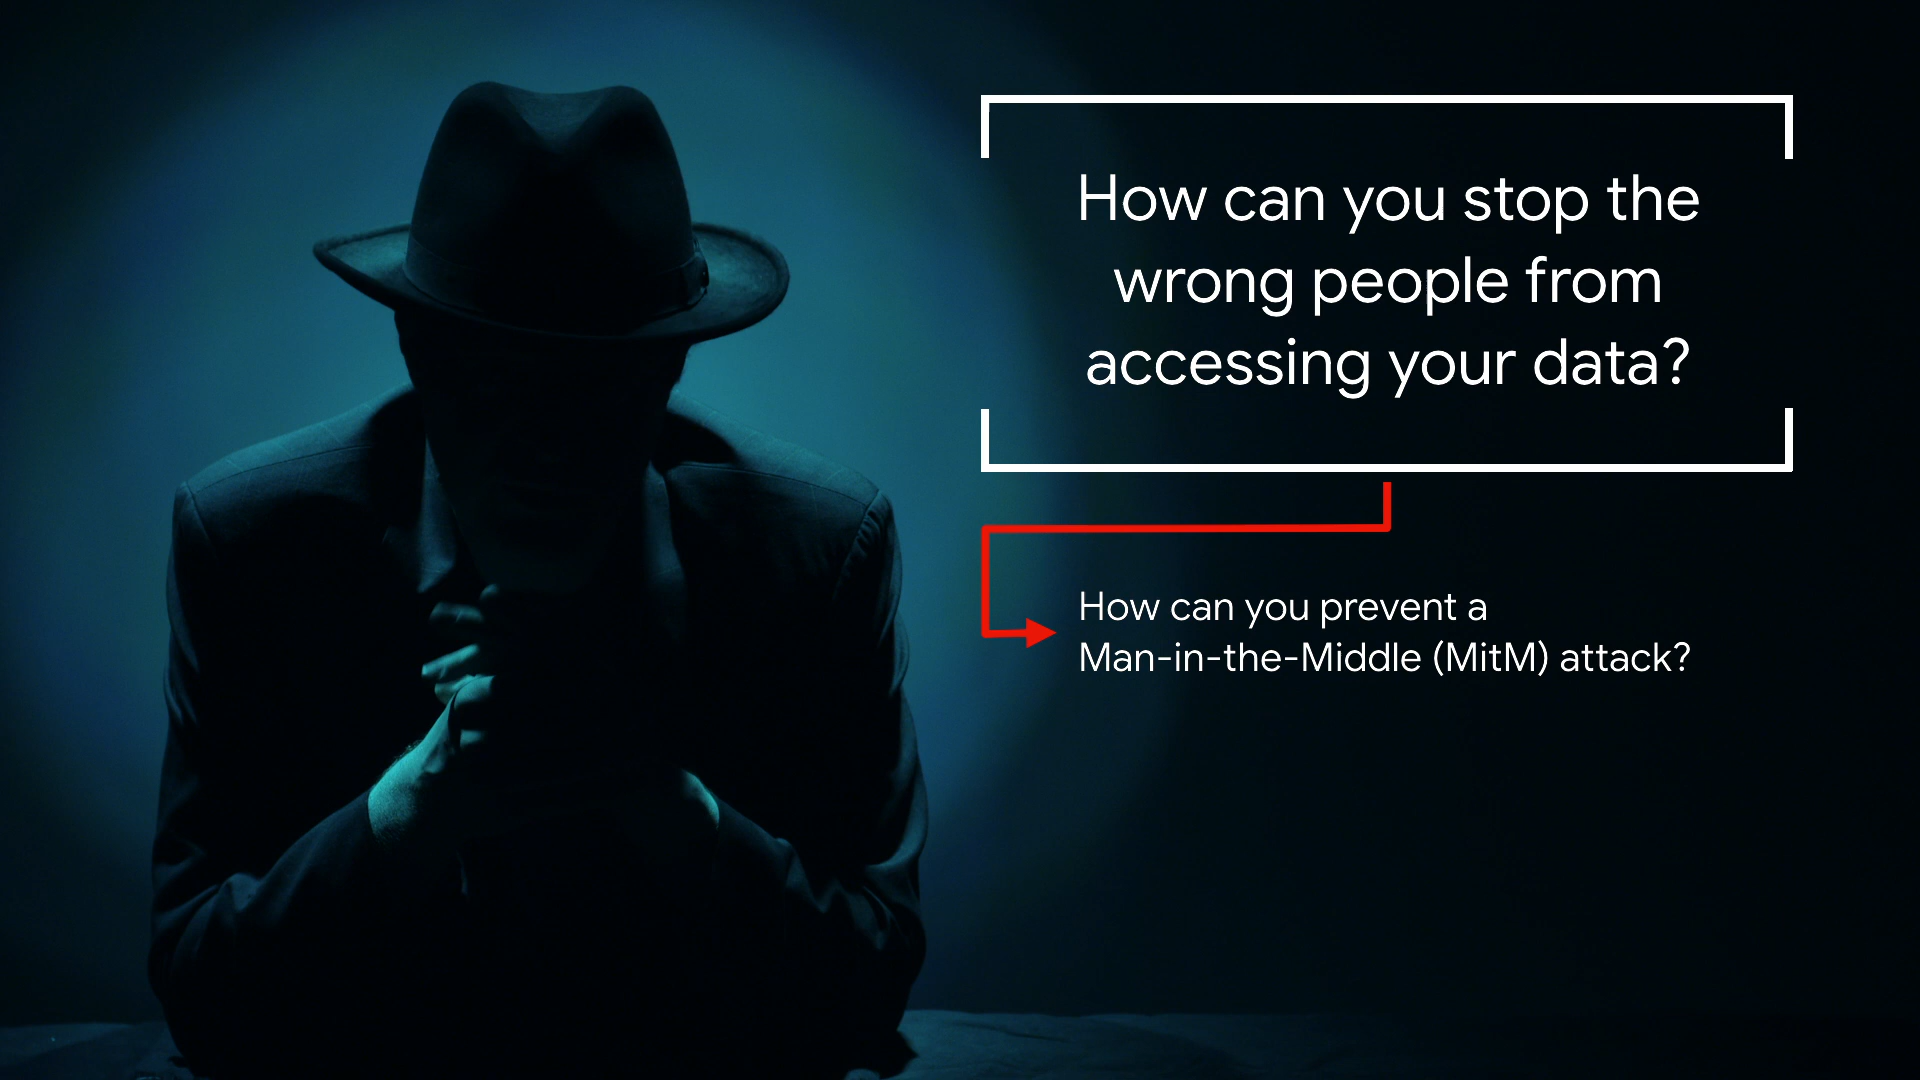 How can you stop the
wrong people from
accessing your data?
How can you prevent a
Man-in-the-Middle (MitM) attack?